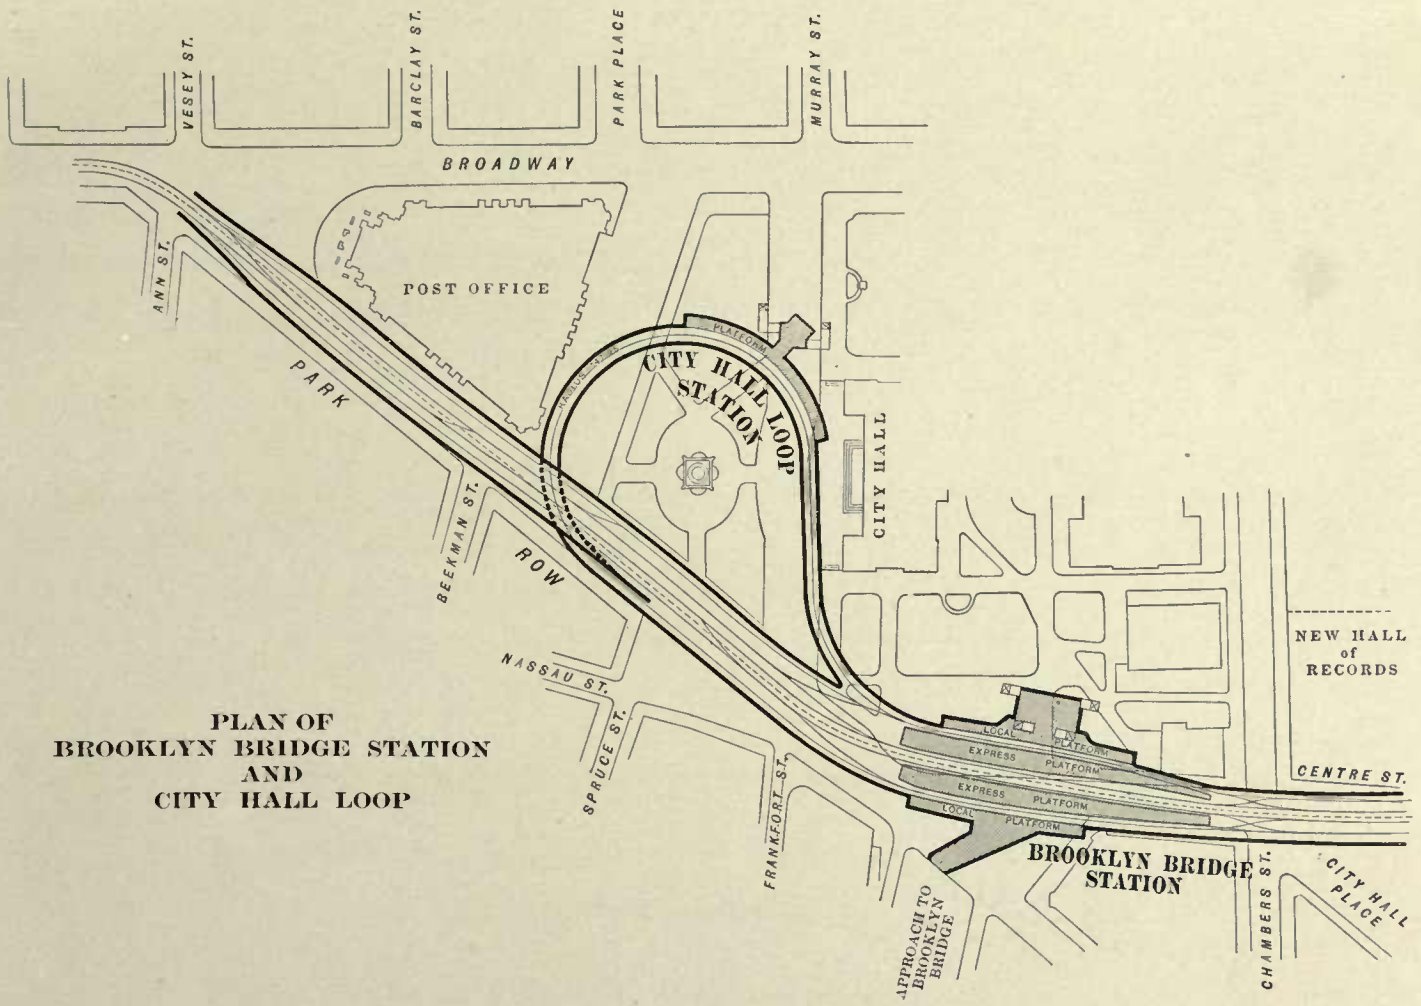 VESEY ST.
BARCLAY ST.
PARK PLACE
MURRAY ST.
BROADWAY
ANN ST.
POST OFFICE
PARK
ROW
PLATFORM
CITY HALL LOOP
STATION
CITY HALL
BEEKMAN ST.
NASSAU ST.
SPRUCE ST.
FRANKFORT ST.
NEW HALL
of
RECORDS
PLAN OF
BROOKLYN BRIDGE STATION
AND
CITY HALL LOOP
LOCAL PLATFORM
EXPRESS PLATFORM
EXPRESS PLATFORM
LOCAL PLATFORM
CENTRE ST.
BROOKLYN BRIDGE
STATION
APPROACH TO
BROOKLYN
BRIDGE
CHAMBERS ST.
CITY HALL
PLACE
RADIUS